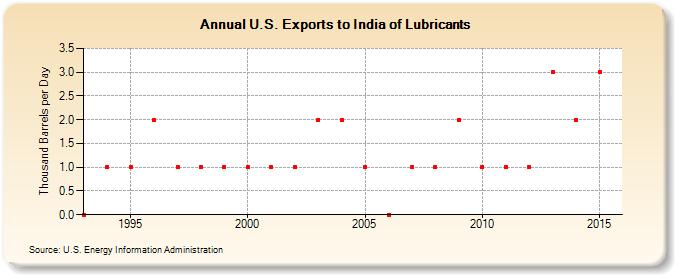 Annual U.S. Exports to India of Lubricants
Thousand Barrels per Day
3.5
3.0
2.5
2.0
1.5
1.0
0.5
0.0
1995 2000 2005 2010 2015
Source: U.S. Energy Information Administration